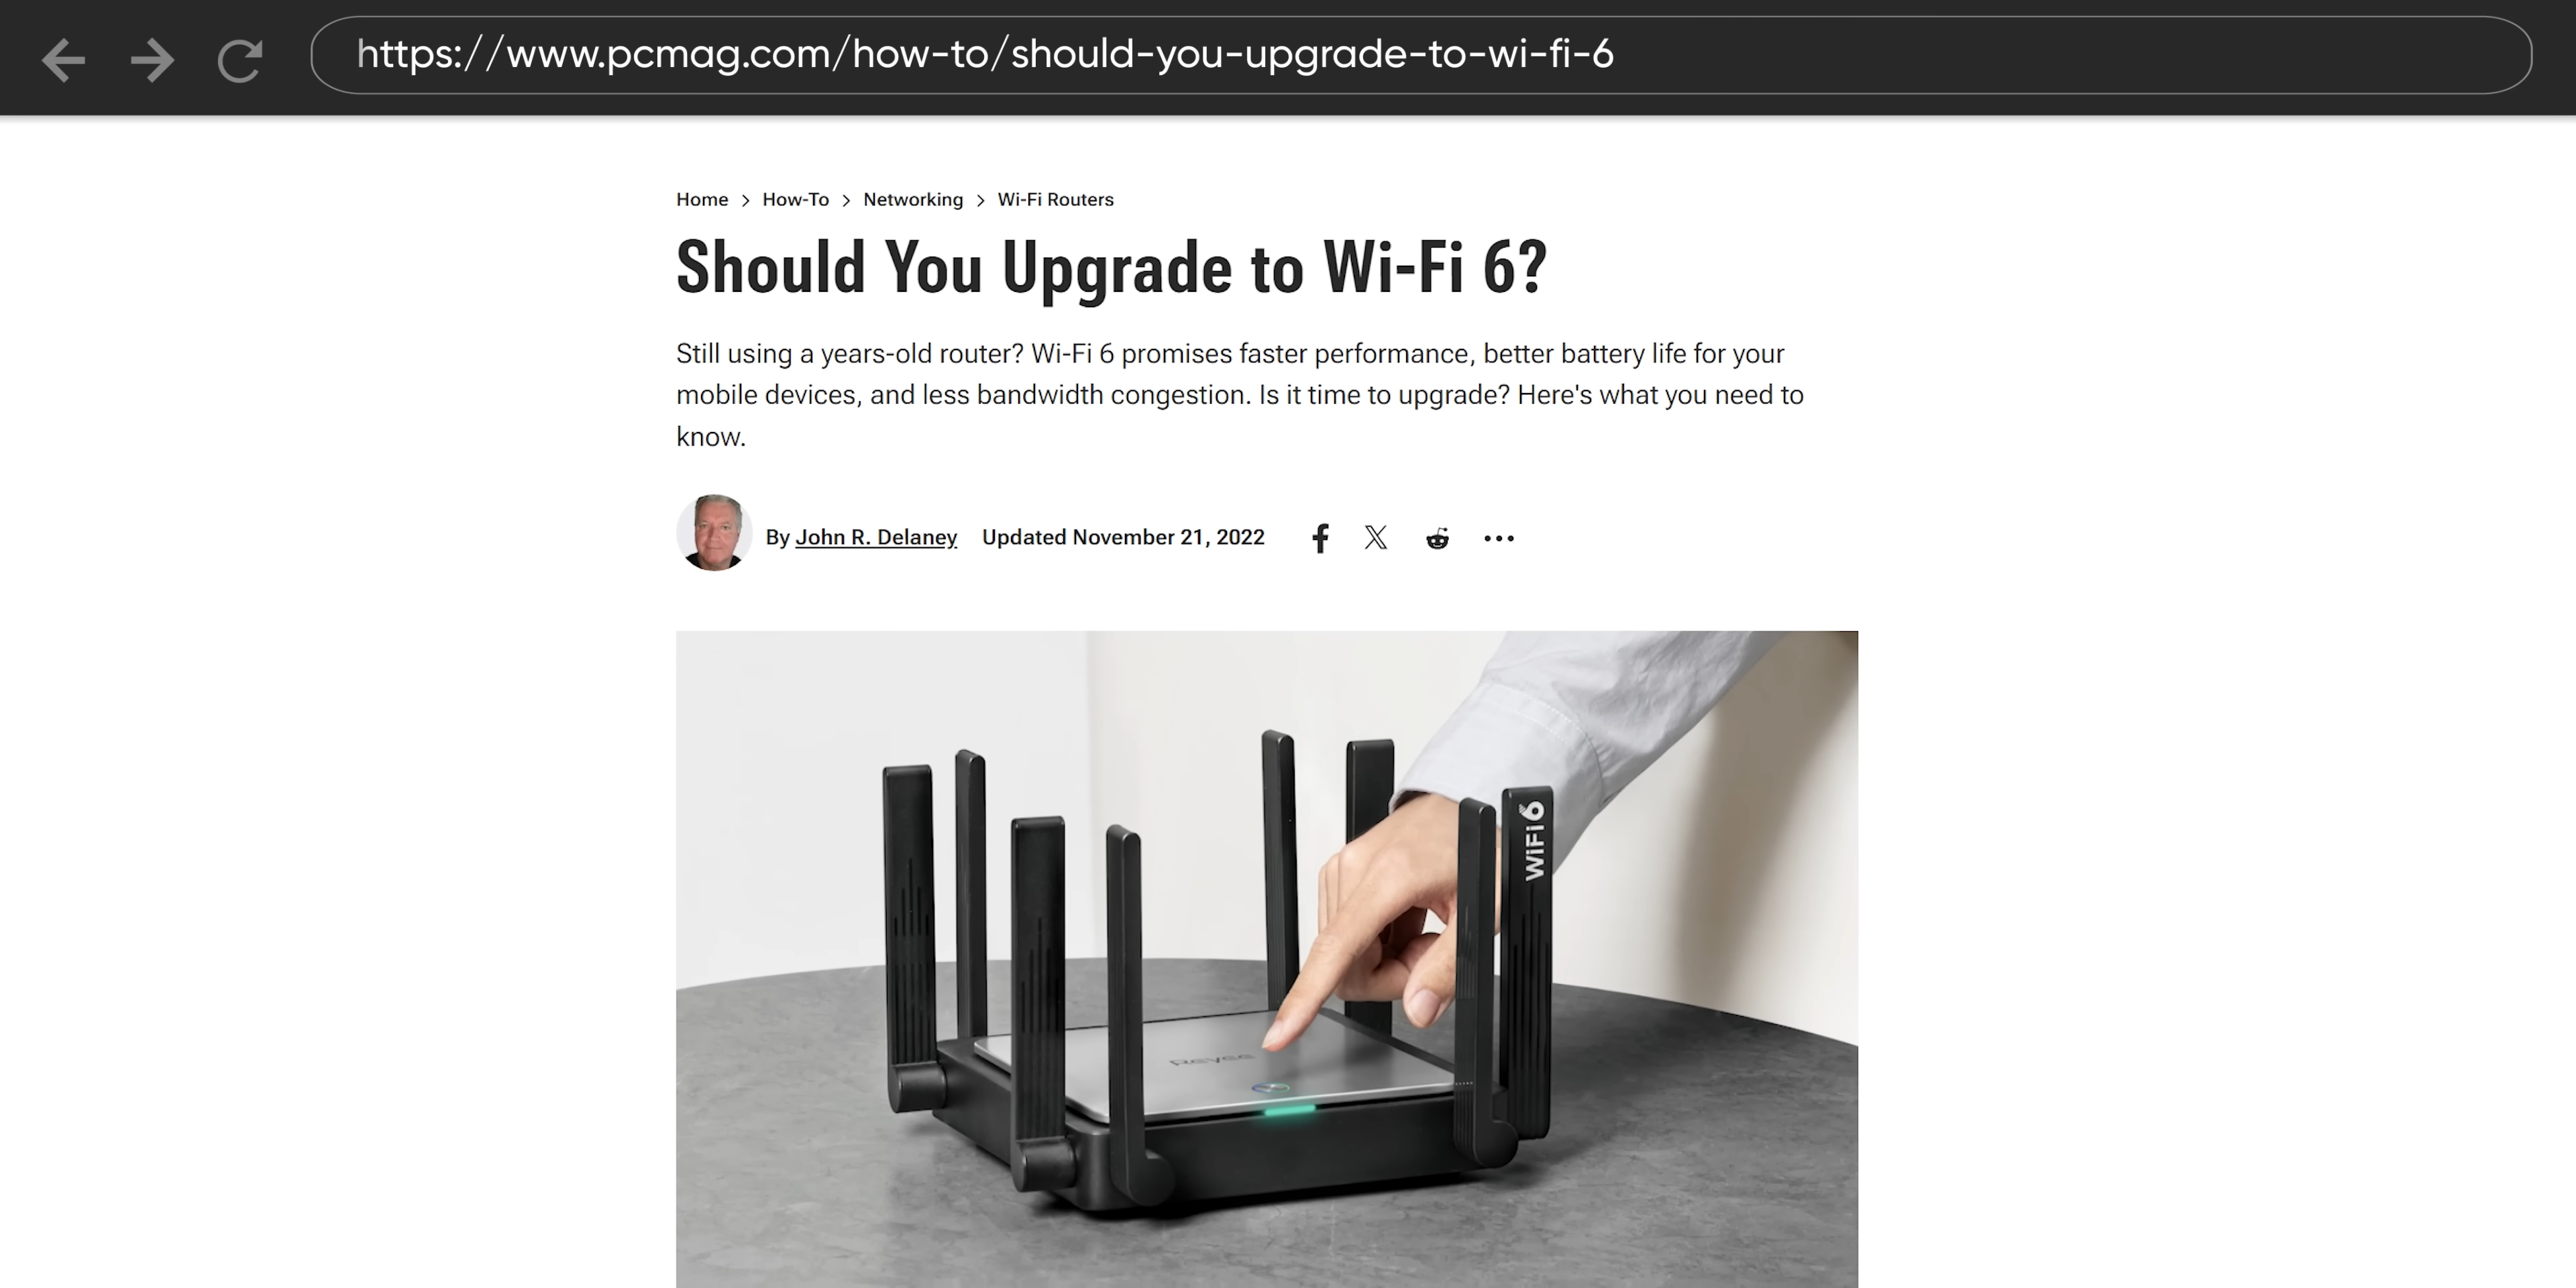 https://www.pcmag.com/how-to/should-you-upgrade-to-wi-fi-6
Home > How-To > Networking > Wi-Fi Routers
Should You Upgrade to Wi-Fi 6?
Still using a years-old router? Wi-Fi 6 promises faster performance, better battery life for your
mobile devices, and less bandwidth congestion. Is it time to upgrade? Here's what you need to
know.
By John R. Delaney Updated November 21, 2022
WiFi6
Reyee